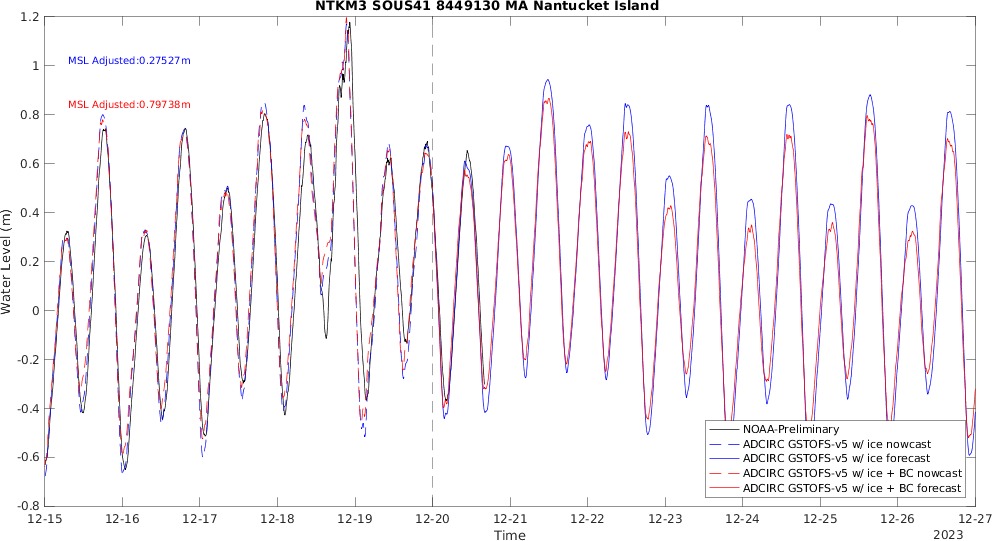 NTKM3 SOUS41 8449130 MA Nantucket Island
1.2
1
0.8
0.6
0.4
0.2
0
-0.2
-0.4
-0.6
-0.8
Water Level (m)
MSL Adjusted:0.27527m
MSL Adjusted:0.79738m
NOAA-Preliminary
ADCIRC GSTOFS-v5 w/ ice nowcast
ADCIRC GSTOFS-v5 w/ ice forecast
ADCIRC GSTOFS-v5 w/ ice + BC nowcast
ADCIRC GSTOFS-v5 w/ ice + BC forecast
12-15 12-16 12-17 12-18 12-19 12-20 12-21 12-22 12-23 12-24 12-25 12-26 12-27
Time
2023